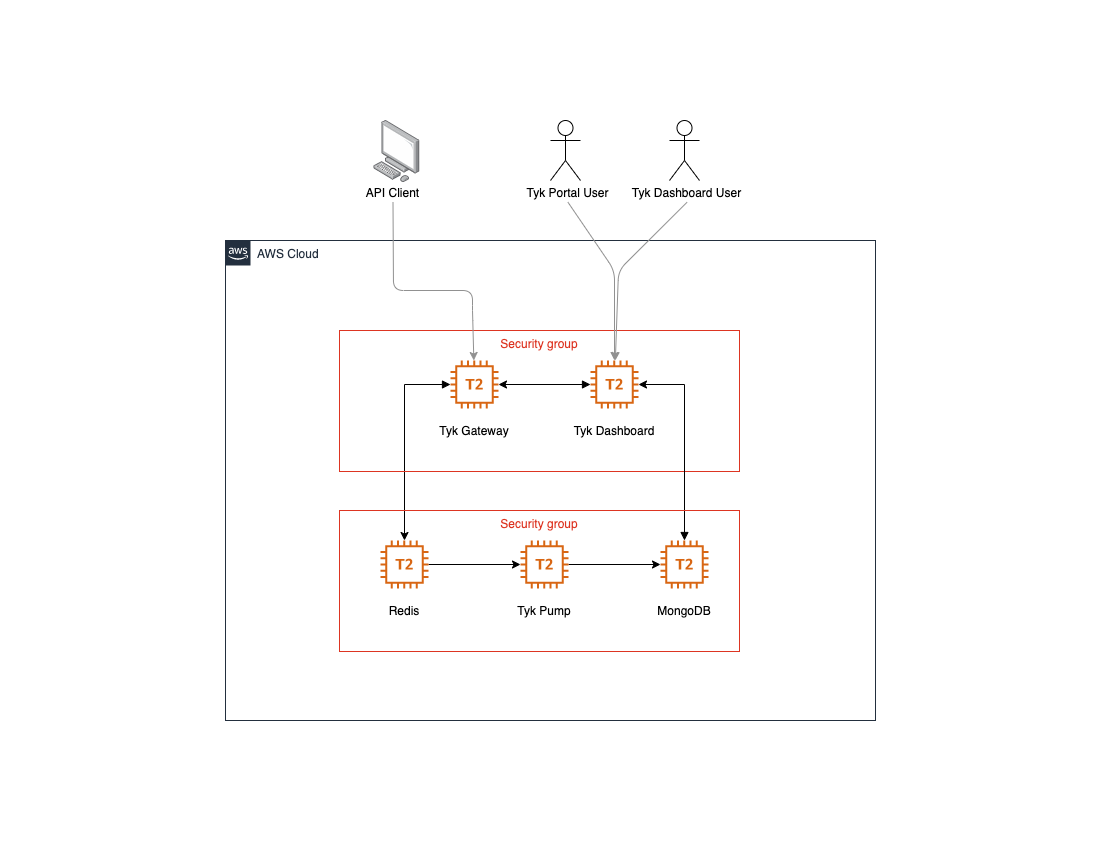 API Client
Tyk Portal User
Tyk Dashboard User
aws
AWS Cloud
Security group
T2
T2
Tyk Gateway
Tyk Dashboard
Security group
T2
T2
T2
Redis
Tyk Pump
MongoDB